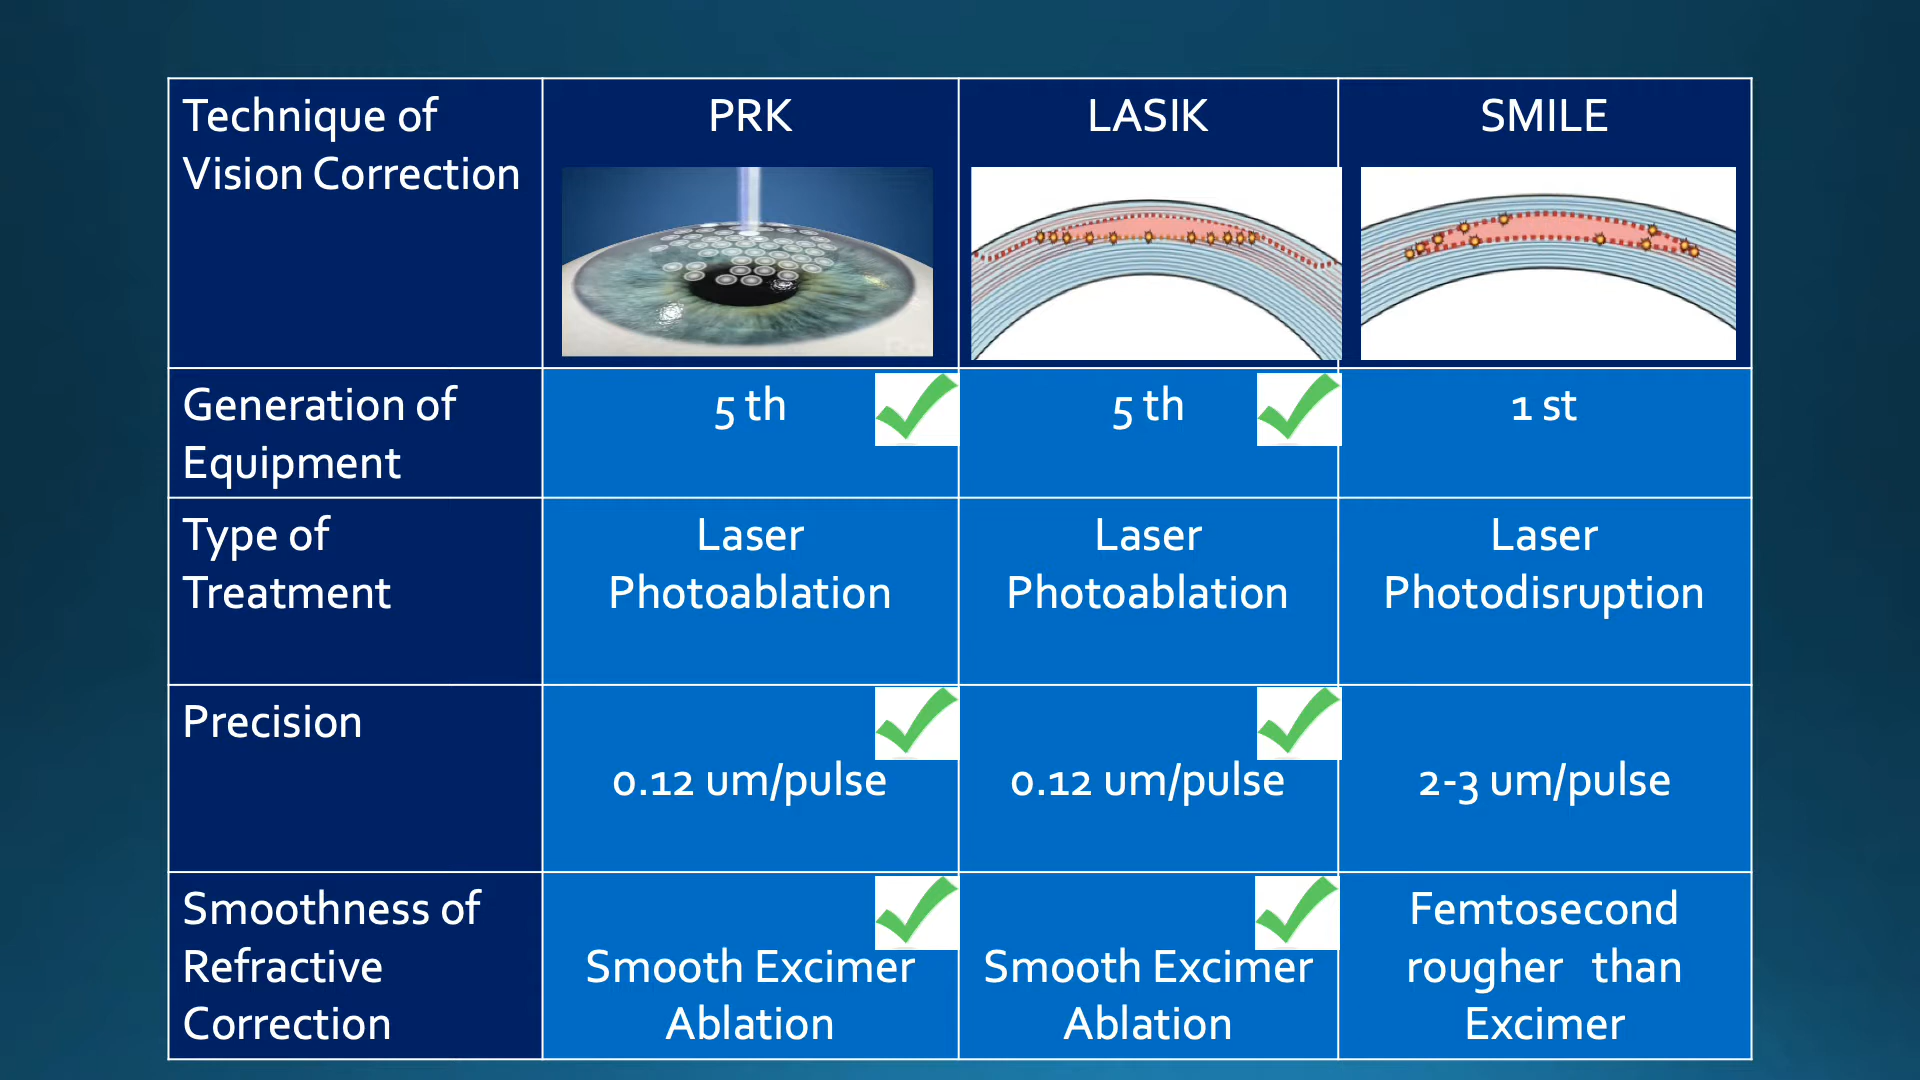 Technique of
Vision Correction
PRK
LASIK
SMILE
Generation of
Equipment
5 th
5 th
1 st
Type of
Treatment
Laser
Photoablation
Laser
Photoablation
Laser
Photodisruption
Precision
0.12 um/pulse
0.12 um/pulse
2-3 um/pulse
Smoothness of
Refractive
Correction
Smooth Excimer
Ablation
Smooth Excimer
Ablation
Femtosecond
rougher than
Excimer